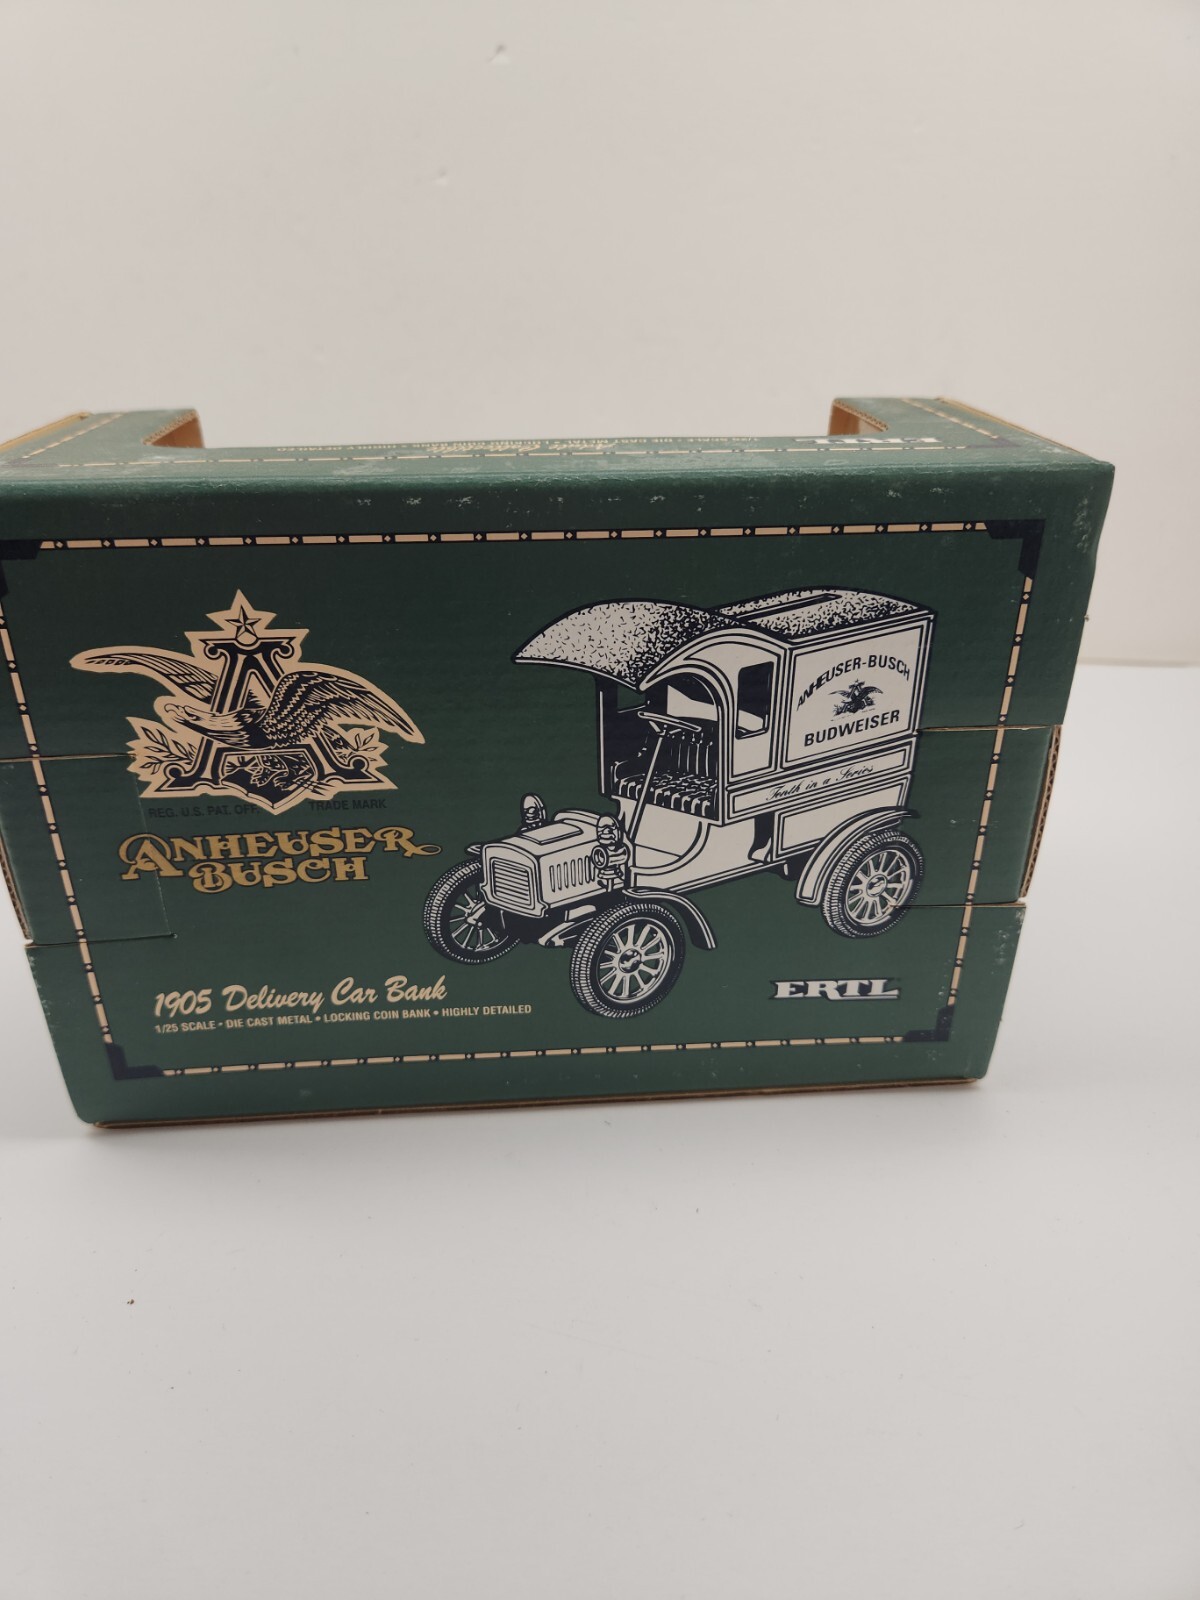 ERTL
REG. U.S. PAT. OFF. TRADE MARK
ANHEUSER
BUSCH
ANHEUSER-BUSCH
BUDWEISER
Tenth in a Series
1905 Delivery Car Bank
1/25 SCALE • DIE CAST METAL • LOCKING COIN BANK • HIGHLY DETAILED
ERTL